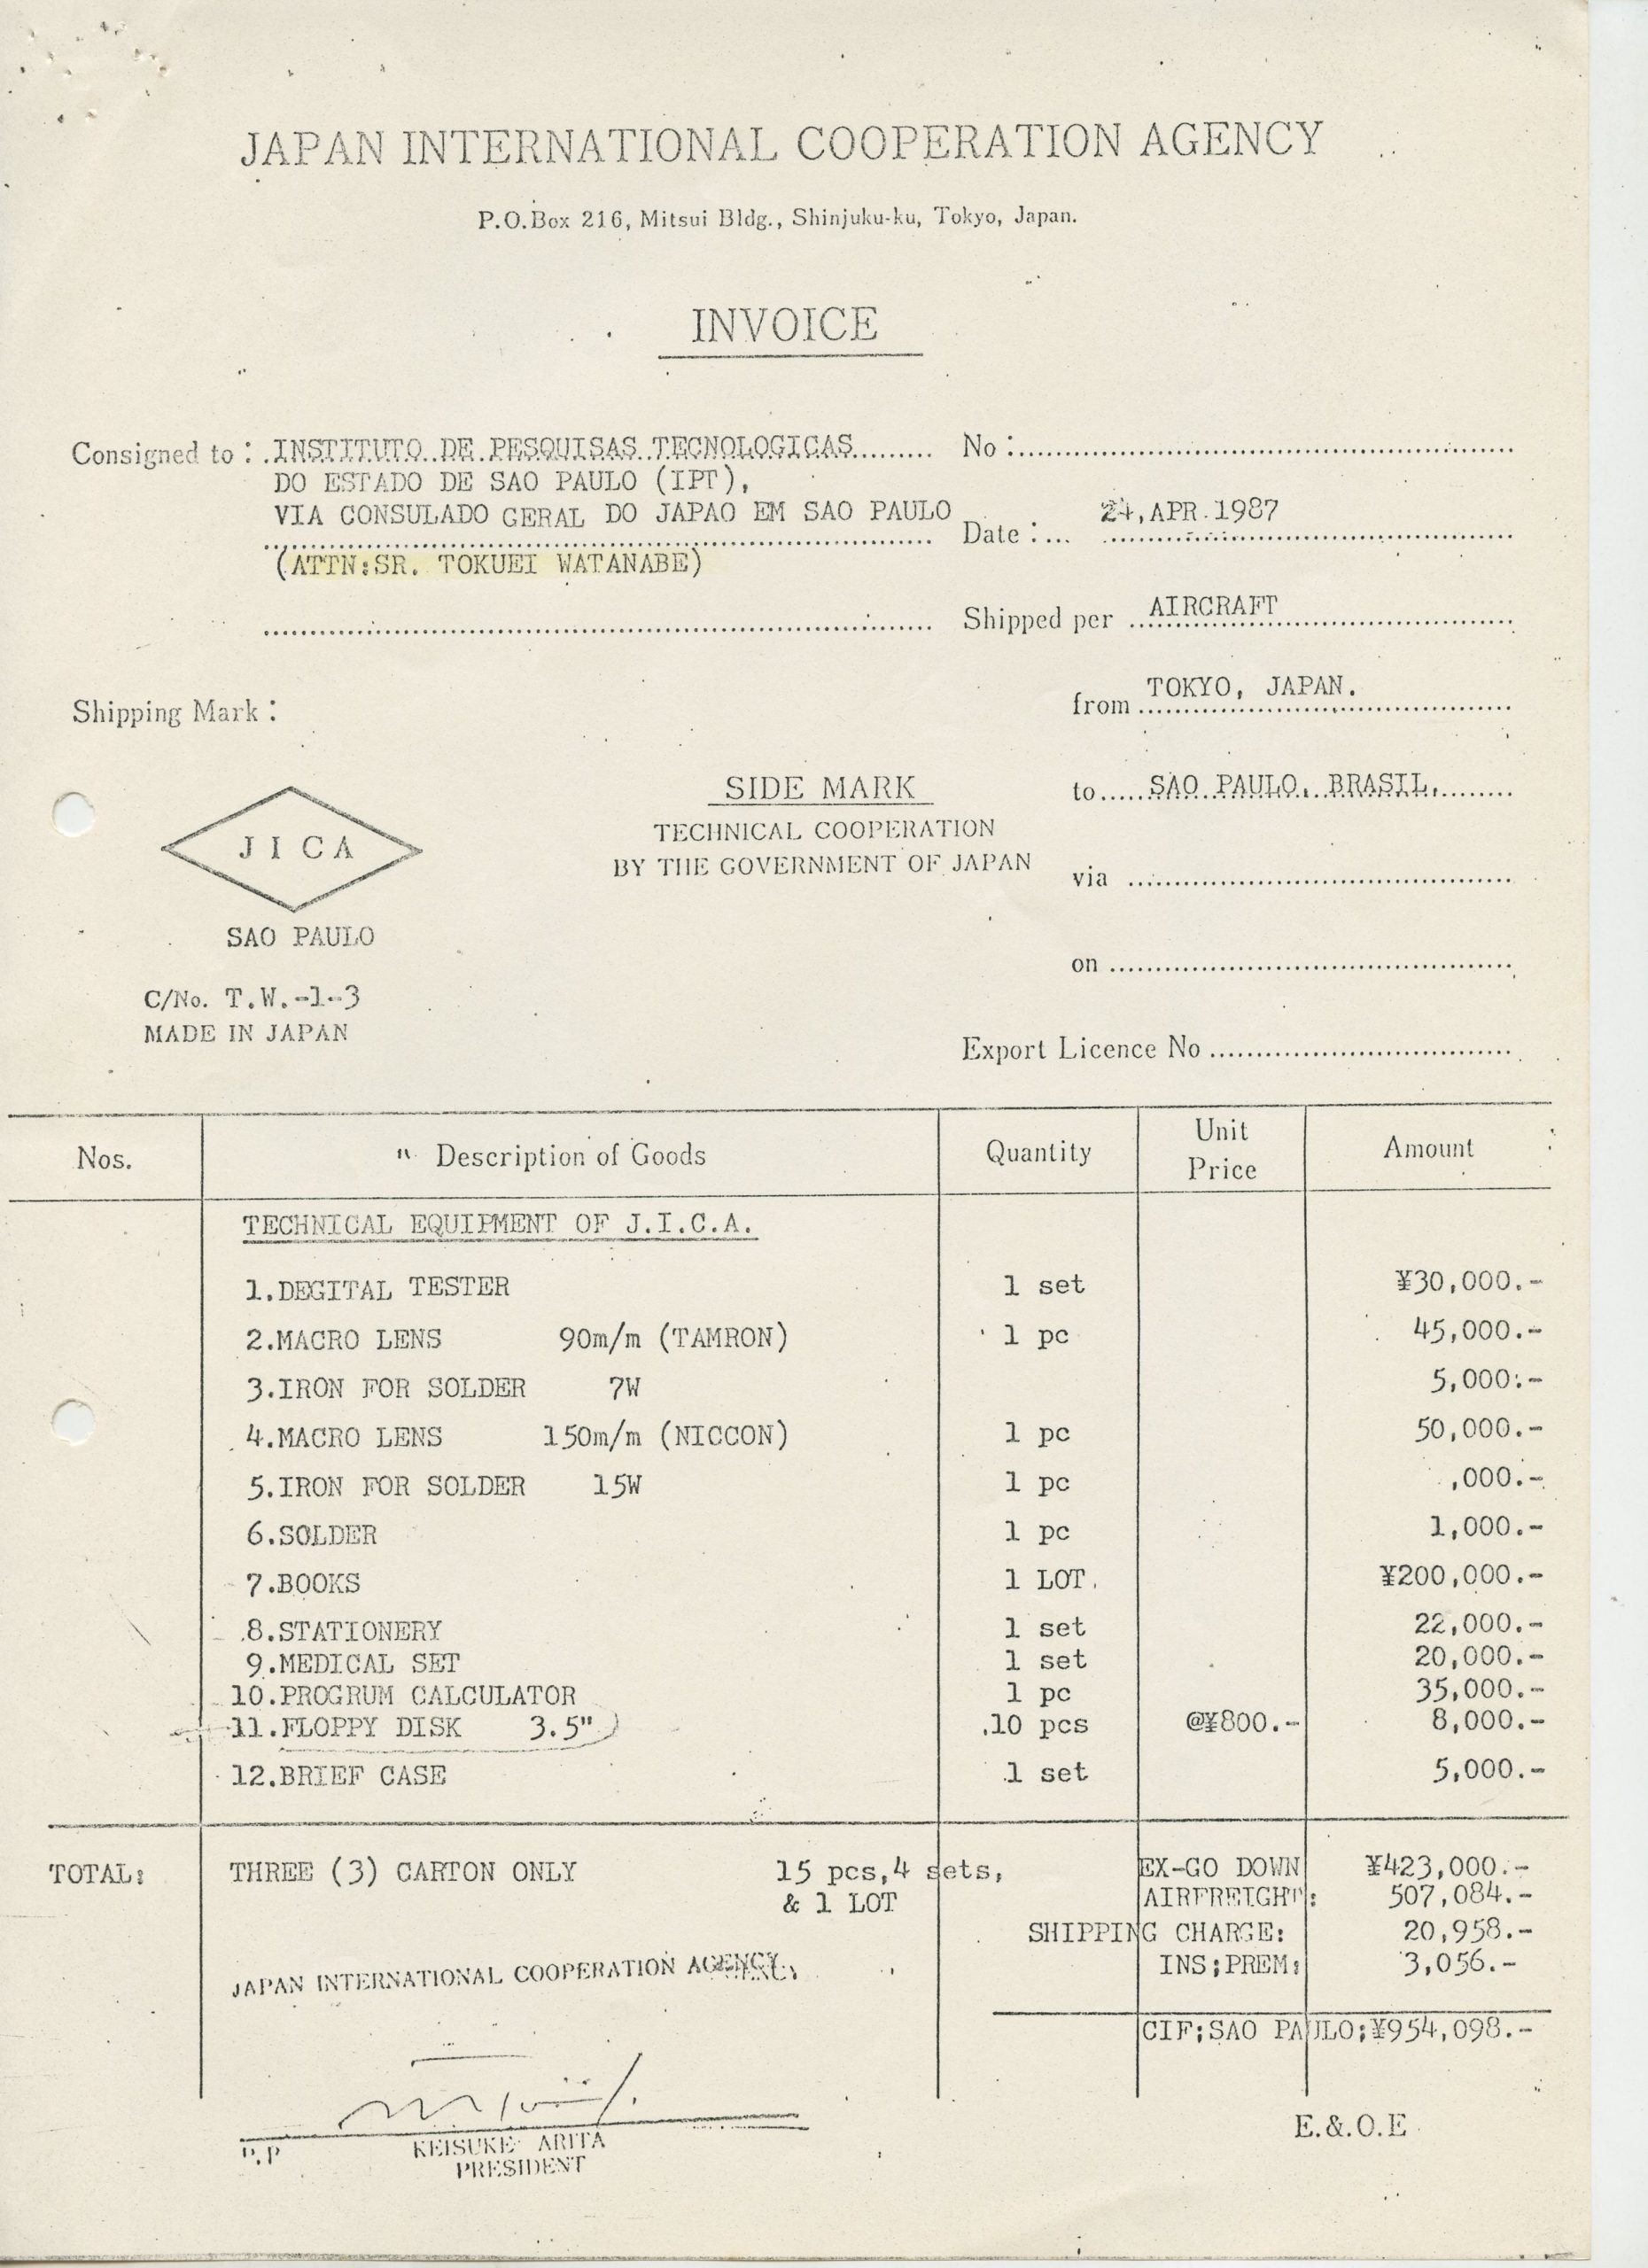 JAPAN INTERNATIONAL COOPERATION AGENCY
P.O.Box 216, Mitsui Bldg., Shinjuku-ku, Tokyo, Japan.
INVOICE
Consigned to: INSTITUTO DE PESQUISAS TECNOLOGICAS
DO ESTADO DE SAO PAULO (IPT),
VIA CONSULADO GERAL DO JAPAO EM SAO PAULO
(ATTN:SR. TOKUEI WATANABE)
No:
Date: 24,APR.1987
Shipped per AIRCRAFT
from TOKYO, JAPAN.
to SAO PAULO, BRASIL,
via
on
Export Licence No
Shipping Mark:
JICA
SAO PAULO
C/No. T.W.-1-3
MADE IN JAPAN
SIDE MARK
TECHNICAL COOPERATION
BY THE GOVERNMENT OF JAPAN
Nos. Description of Goods Quantity Unit Price Amount
TECHNICAL EQUIPMENT OF J.I.C.A.
1.DEGITAL TESTER 1 set ¥30,000.-
2.MACRO LENS 90m/m (TAMRON) 1 pc 45,000.-
3.IRON FOR SOLDER 7W 5,000.-
4.MACRO LENS 150m/m (NICCON) 1 pc 50,000.-
5.IRON FOR SOLDER 15W 1 pc ,000.-
6.SOLDER 1 pc 1,000.-
7.BOOKS 1 LOT ¥200,000.-
8.STATIONERY 1 set 22,000.-
9.MEDICAL SET 1 set 20,000.-
10.PROGRUM CALCULATOR 1 pc 35,000.-
11.FLOPPY DISK 3.5" 10 pcs @¥800.- 8,000.-
12.BRIEF CASE 1 set 5,000.-
TOTAL: THREE (3) CARTON ONLY 15 pcs,4 sets, EX-GO DOWN ¥423,000.-
& 1 LOT AIRFREIGHT: 507,084.-
SHIPPING CHARGE: 20,958.-
INS;PREM: 3,056.-
JAPAN INTERNATIONAL COOPERATION AGENCY
CIF;SAO PAULO;¥954,098.-
p.p KEISUKE ARITA
PRESIDENT
E.&.O.E